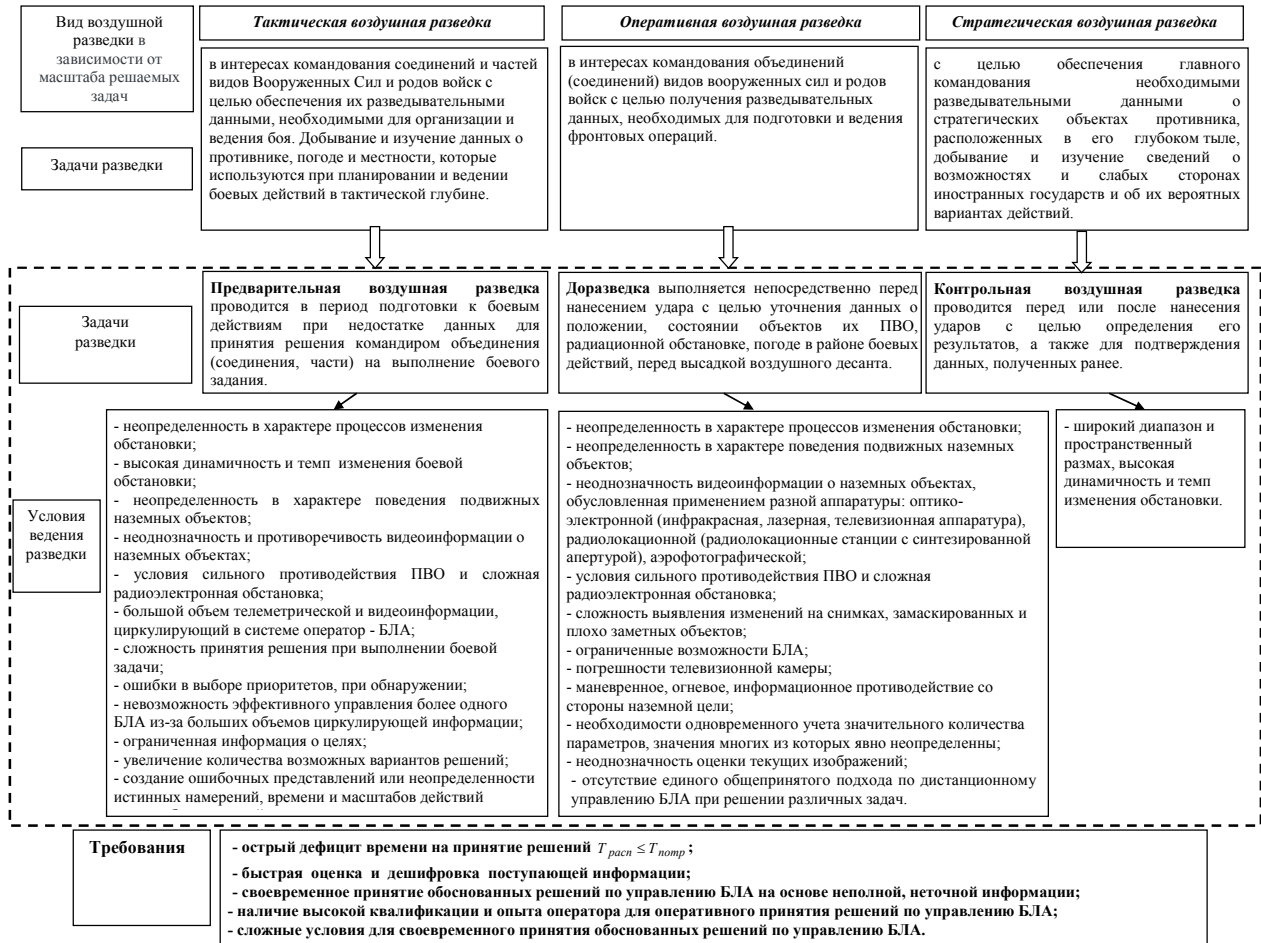 Вид воздушной
разведки в
зависимости от
масштаба решаемых
задач
Тактическая воздушная разведка
Оперативная воздушная разведка
Стратегическая воздушная разведка
Задачи разведки
в интересах командования соединений и частей
видов Вооруженных Сил и родов войск с
целью обеспечения их разведывательными
данными, необходимыми для организации и
ведения боя. Добывание и изучение данных о
противнике, погоде и местности, которые
используются при планировании и ведении
боевых действий в тактической глубине.
в интересах командования объединений
(соединений) видов вооруженных сил и родов
войск с целью получения разведывательных
данных, необходимых для подготовки и ведения
фронтовых операций.
с целью обеспечения главного
командования необходимыми
разведывательными данными о
стратегических объектах противника,
расположенных в его глубоком тыле,
добывание и изучение сведений о
возможностях и слабых сторонах
иностранных государств и об их вероятных
вариантах действий.
Задачи
разведки
Предварительная воздушная разведка
проводится в период подготовки к боевым
действиям при недостатке данных для
принятия решения командиром объединения
(соединения, части) на выполнение боевого
задания.
Доразведка выполняется непосредственно перед
нанесением удара с целью уточнения данных о
положении, состоянии объектов их ПВО,
радиационной обстановке, погоде в районе боевых
действий, перед высадкой воздушного десанта.
Контрольная воздушная разведка
проводится перед или после нанесения
ударов с целью определения его
результатов, а также для подтверждения
данных, полученных ранее.
Условия
ведения
разведки
- неопределенность в характере процессов изменения
обстановки;
- высокая динамичность и темп изменения боевой
обстановки;
- неопределенность в характере поведения подвижных
наземных объектов;
- неоднозначность и противоречивость видеоинформации о
наземных объектах;
- условия сильного противодействия ПВО и сложная
радиоэлектронная обстановка;
- большой объем телеметрической и видеоинформации,
циркулирующий в системе оператор - БЛА;
- сложность принятия решения при выполнении боевой
задачи;
- ошибки в выборе приоритетов, при обнаружении;
- невозможность эффективного управления более одного
БЛА из-за больших объемов циркулирующей информации;
- ограниченная информация о целях;
- увеличение количества возможных вариантов решений;
- создание ошибочных представлений или неопределенности
истинных намерений, времени и масштабов действий
- неопределенность в характере процессов изменения обстановки;
- неопределенность в характере поведения подвижных наземных
объектов;
- неоднозначность видеоинформации о наземных объектах,
обусловленная применением разной аппаратуры: оптико-
электронной (инфракрасная, лазерная, телевизионная аппаратура),
радиолокационной (радиолокационные станции с синтезированной
апертурой), аэрофотографической;
- условия сильного противодействия ПВО и сложная
радиоэлектронная обстановка;
- сложность выявления изменений на снимках, замаскированных и
плохо заметных объектов;
- ограниченные возможности БЛА;
- погрешности телевизионной камеры;
- маневренное, огневое, информационное противодействие со
стороны наземной цели;
- необходимости одновременного учета значительного количества
параметров, значения многих из которых явно неопределенны;
- неоднозначность оценки текущих изображений;
- отсутствие единого общепринятого подхода по дистанционному
управлению БЛА при решении различных задач.
- широкий диапазон и
пространственный
размах, высокая
динамичность и темп
изменения обстановки.
Требования
- острый дефицит времени на принятие решений T расп ≤ T потр ;
- быстрая оценка и дешифровка поступающей информации;
- своевременное принятие обоснованных решений по управлению БЛА на основе неполной, неточной информации;
- наличие высокой квалификации и опыта оператора для оперативного принятия решений по управлению БЛА;
- сложные условия для своевременного принятия обоснованных решений по управлению БЛА.